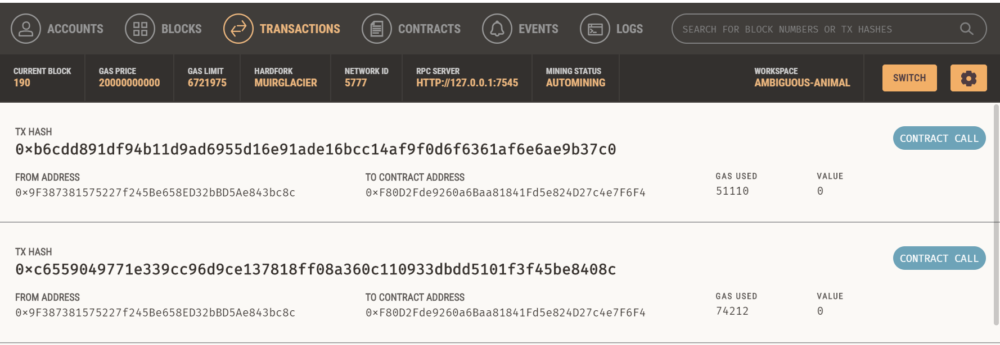 ACCOUNTS BLOCKS TRANSACTIONS CONTRACTS EVENTS LOGS SEARCH FOR BLOCK NUMBERS OR TX HASHES
CURRENT BLOCK GAS PRICE GAS LIMIT HARDFORK NETWORK ID RPC SERVER MINING STATUS WORKSPACE
190 20000000000 6721975 MUIRGLACIER 5777 HTTP://127.0.0.1:7545 AUTOMINING AMBIGUOUS-ANIMAL
SWITCH
TX HASH
0×b6cdd891df94b11d9ad6955d16e91ade16bcc14af9f0d6f6361af6e6ae9b37c0
CONTRACT CALL
FROM ADDRESS TO CONTRACT ADDRESS GAS USED VALUE
0×9F387381575227f245Be658ED32bBD5Ae843bc8c 0×F80D2Fde9260a6Baa81841Fd5e824D27c4e7F6F4 51110 0
TX HASH
0×c6559049771e339cc96d9ce137818ff08a360c110933dbdd5101f3f45be8408c
CONTRACT CALL
FROM ADDRESS TO CONTRACT ADDRESS GAS USED VALUE
0×9F387381575227f245Be658ED32bBD5Ae843bc8c 0×F80D2Fde9260a6Baa81841Fd5e824D27c4e7F6F4 74212 0